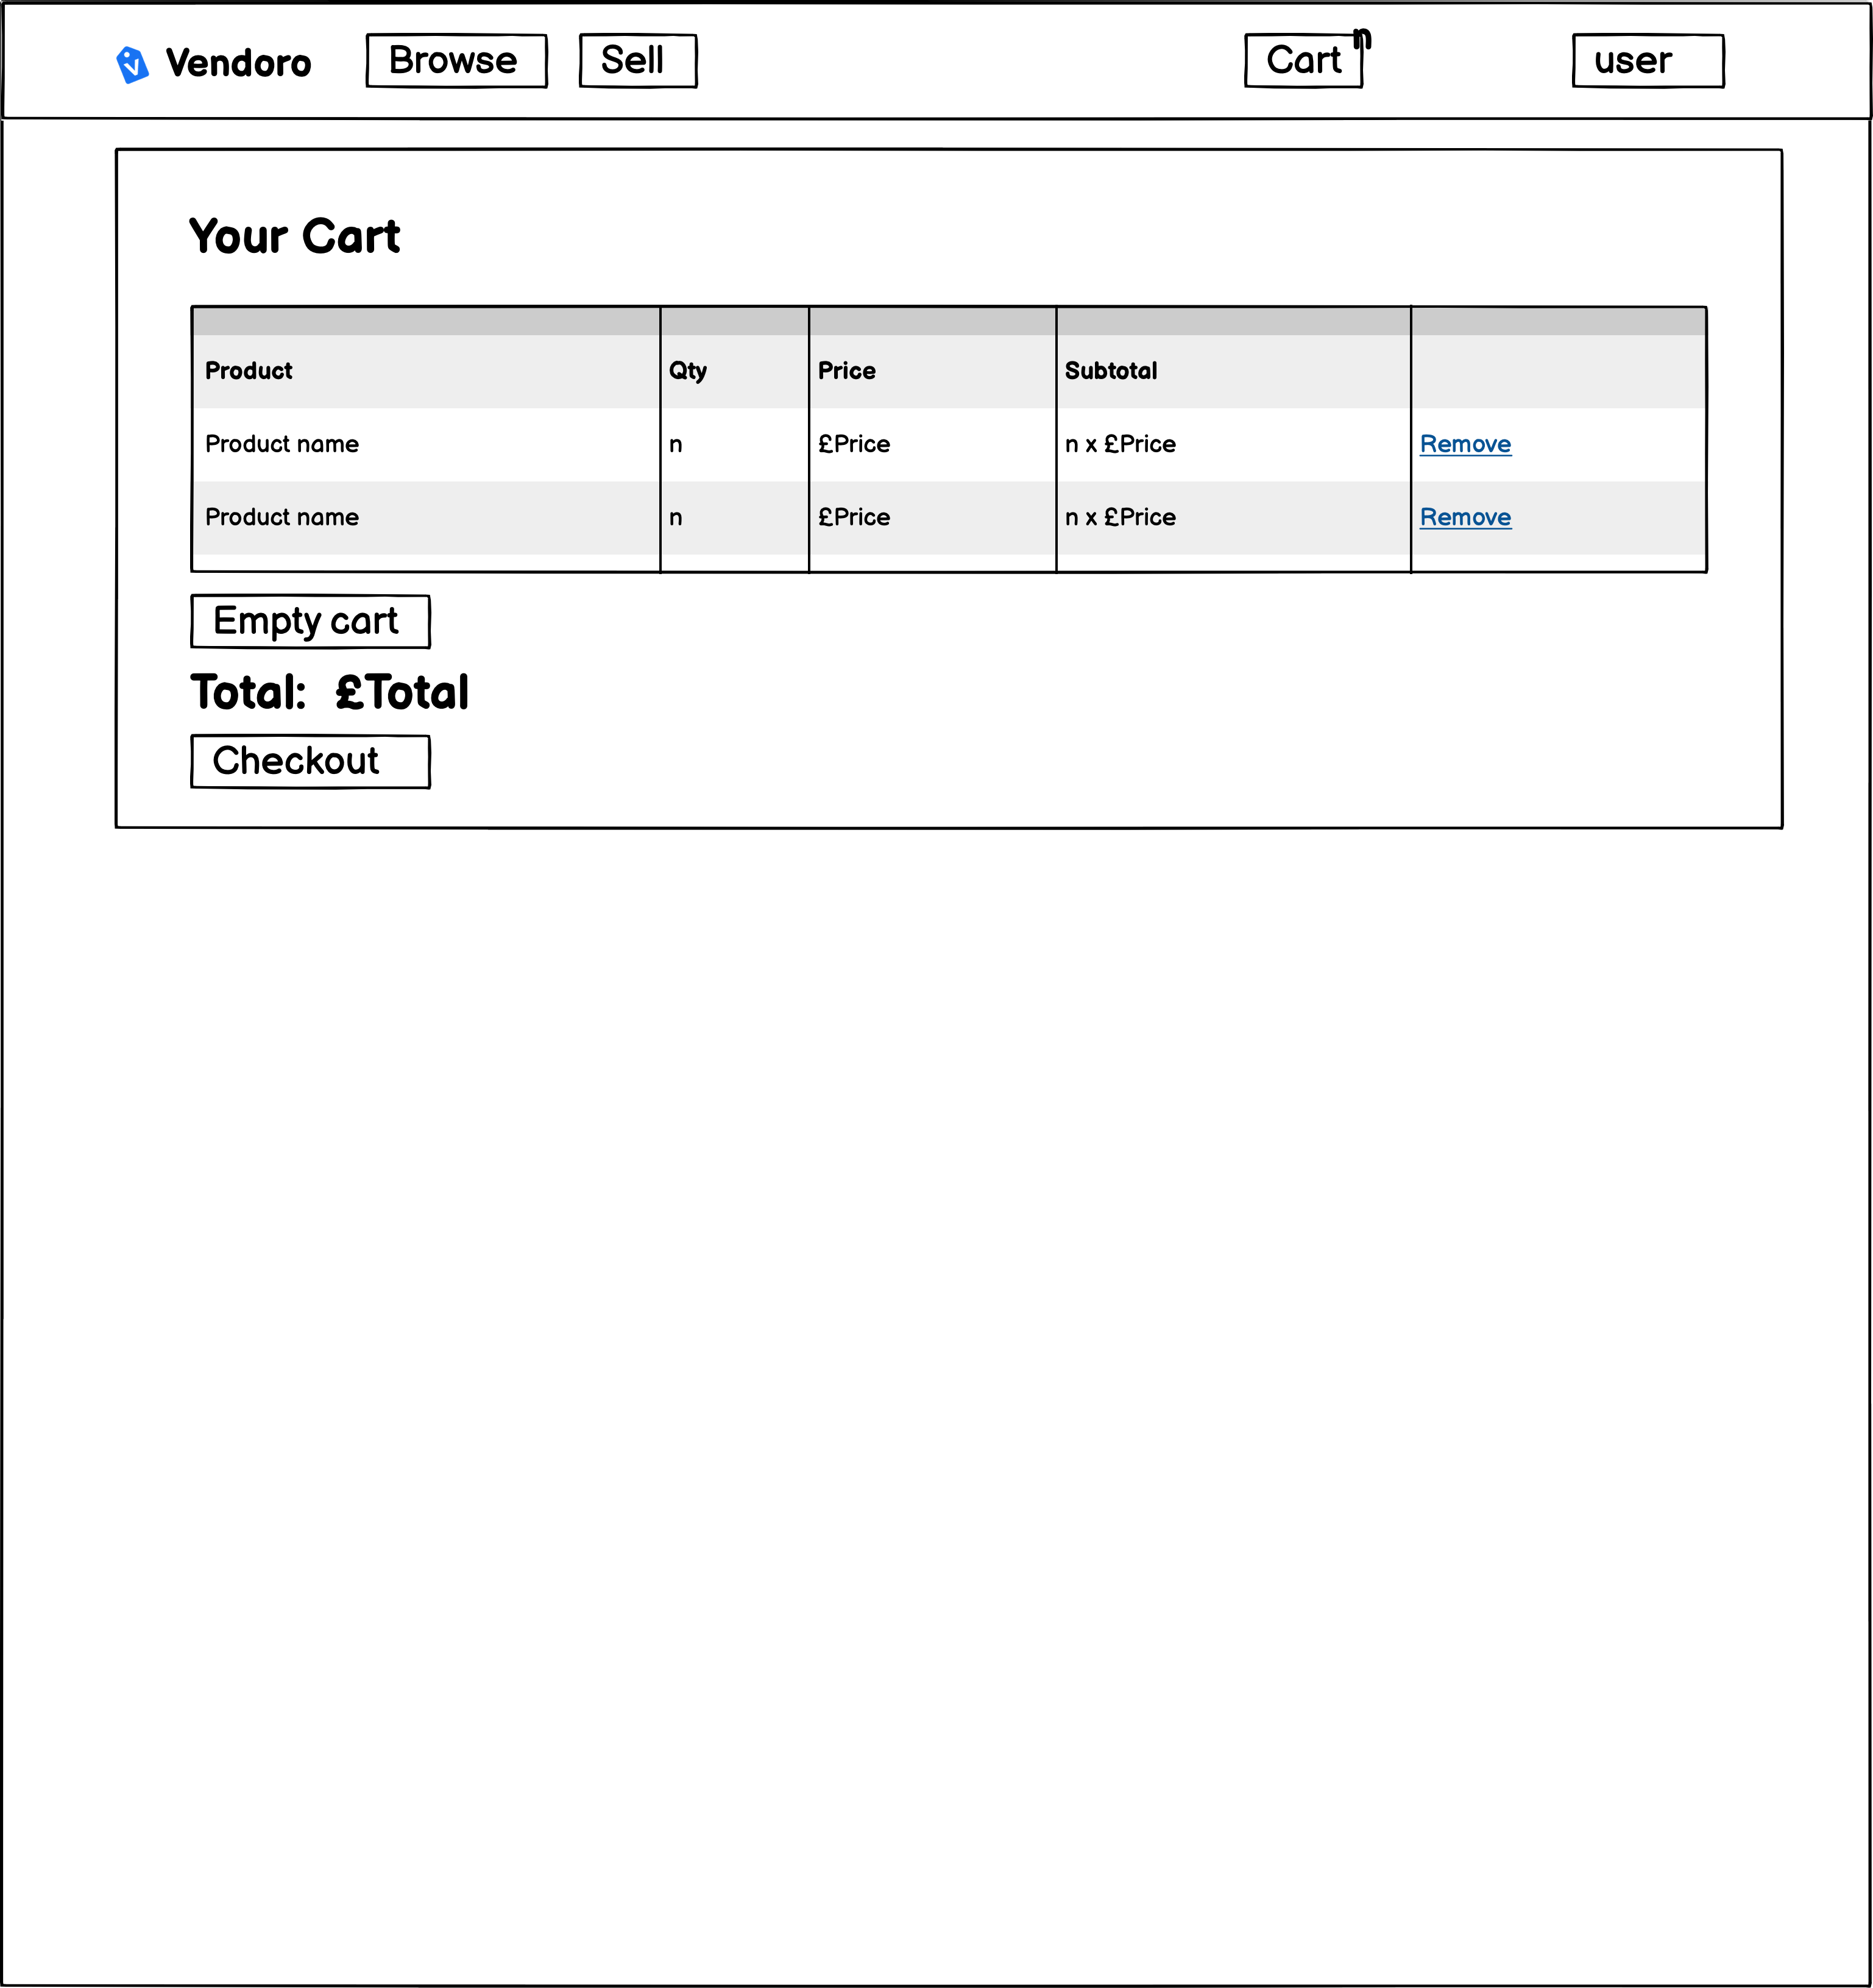 Vendoro Browse Sell Cart n user
Your Cart
Product Qty Price Subtotal
Product name n £Price n x £Price Remove
Product name n £Price n x £Price Remove
Empty cart
Total: £Total
Checkout